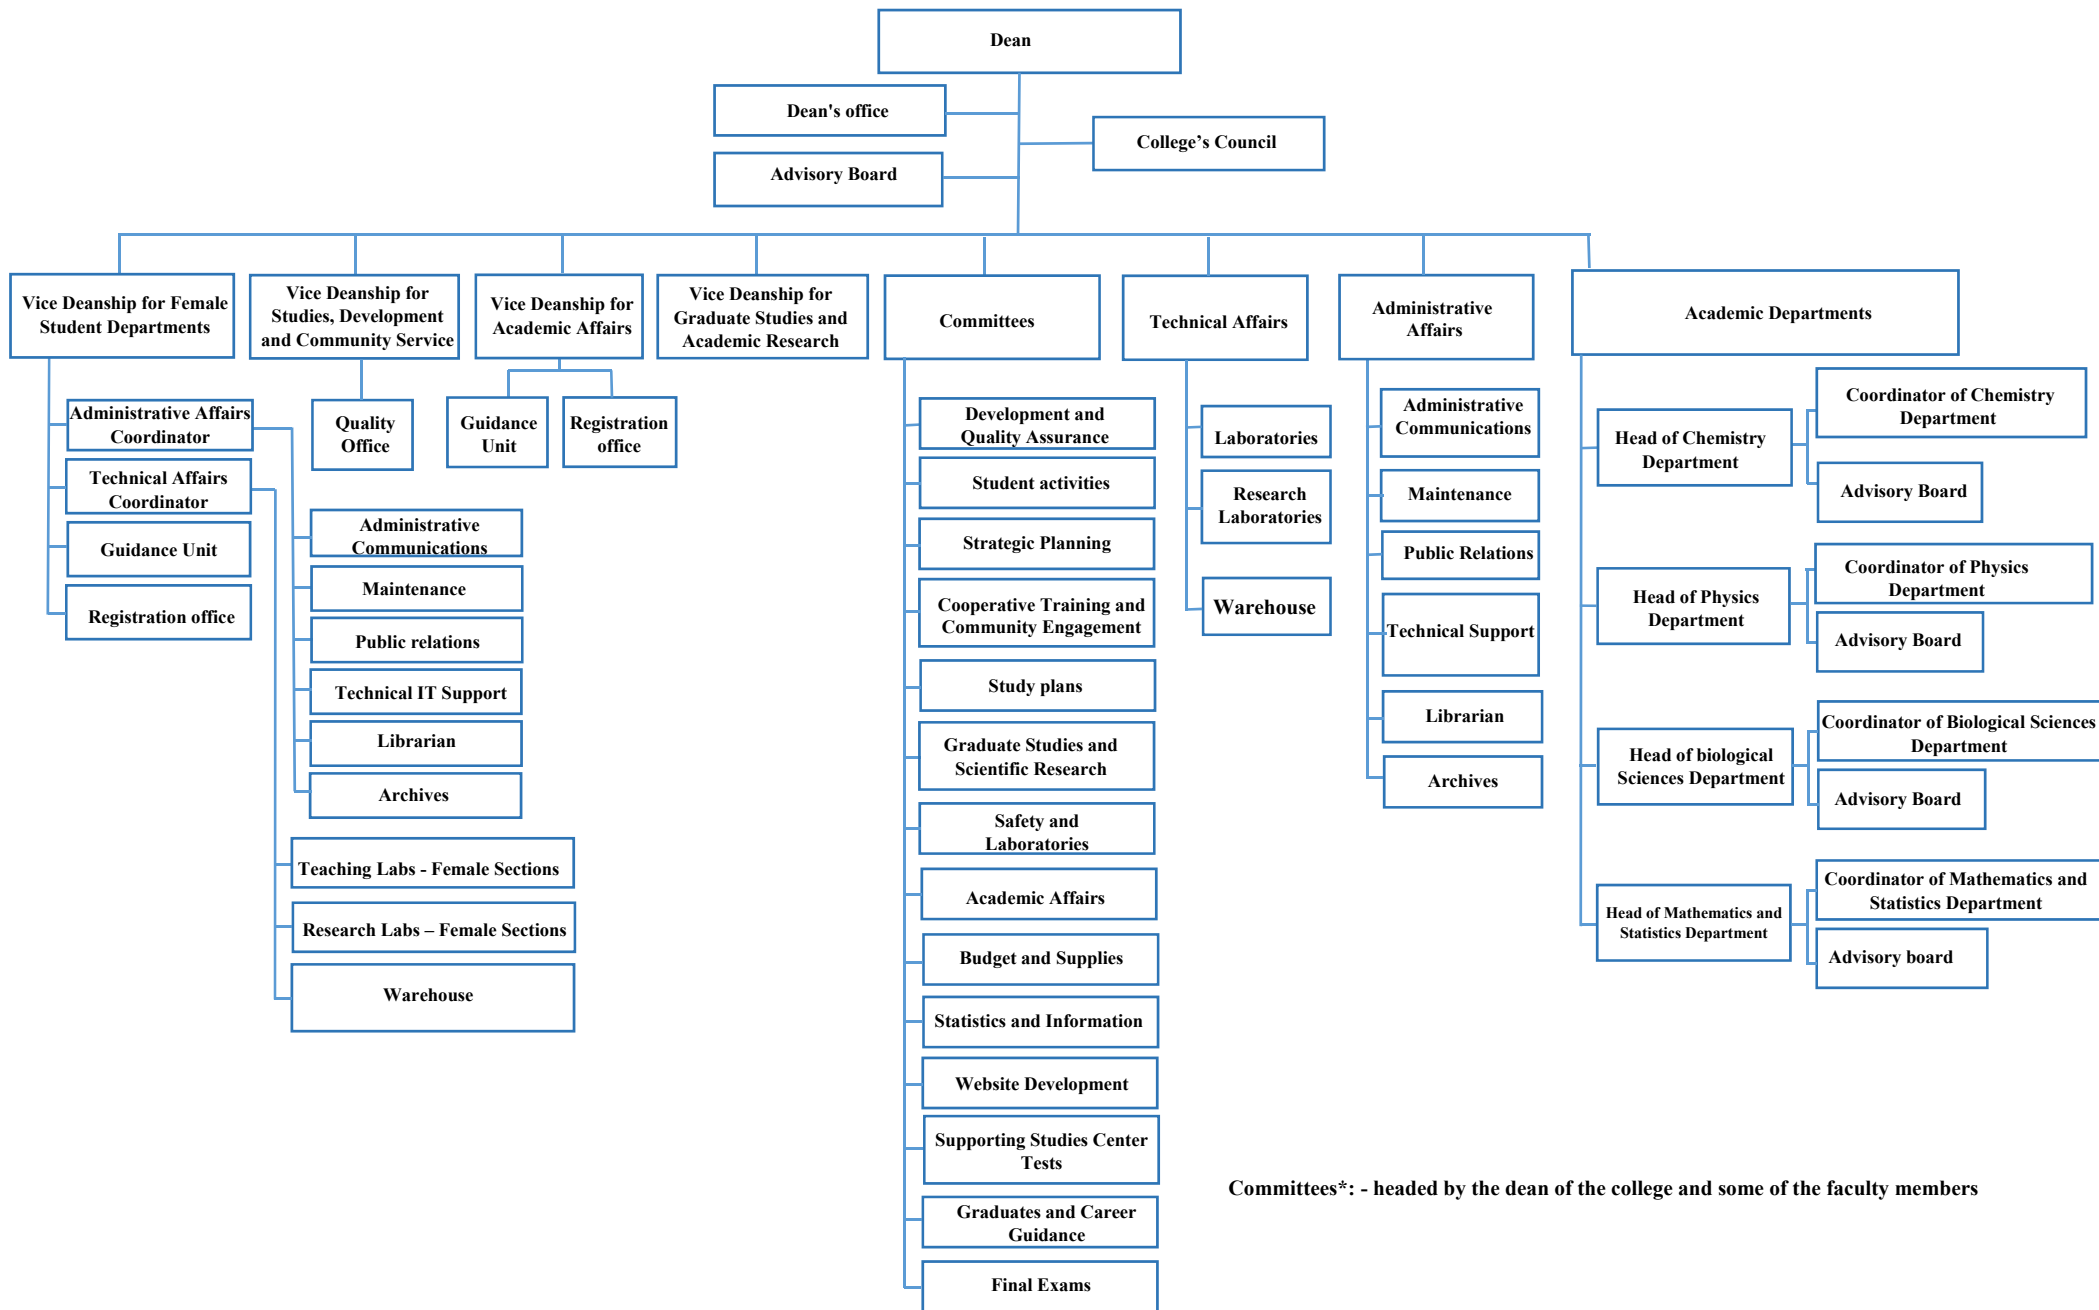 Dean
Dean's office
College’s Council
Advisory Board
Vice Deanship for Female
Student Departments
Vice Deanship for
Studies, Development
and Community Service
Vice Deanship for
Academic Affairs
Vice Deanship for
Graduate Studies and
Academic Research
Committees
Technical Affairs
Administrative
Affairs
Academic Departments
Administrative Affairs
Coordinator
Technical Affairs
Coordinator
Guidance Unit
Registration office
Administrative
Communications
Maintenance
Public relations
Technical IT Support
Librarian
Archives
Teaching Labs - Female Sections
Research Labs – Female Sections
Warehouse
Quality
Office
Guidance
Unit
Registration
office
Development and
Quality Assurance
Student activities
Strategic Planning
Cooperative Training and
Community Engagement
Study plans
Graduate Studies and
Scientific Research
Safety and
Laboratories
Academic Affairs
Budget and Supplies
Statistics and Information
Website Development
Supporting Studies Center
Tests
Graduates and Career
Guidance
Final Exams
Laboratories
Research
Laboratories
Warehouse
Administrative
Communications
Maintenance
Public Relations
Technical Support
Librarian
Archives
Head of Chemistry
Department
Coordinator of Chemistry
Department
Advisory Board
Head of Physics
Department
Coordinator of Physics
Department
Advisory Board
Head of biological
Sciences Department
Coordinator of Biological Sciences
Department
Advisory Board
Head of Mathematics and
Statistics Department
Coordinator of Mathematics and
Statistics Department
Advisory board
Committees*: - headed by the dean of the college and some of the faculty members